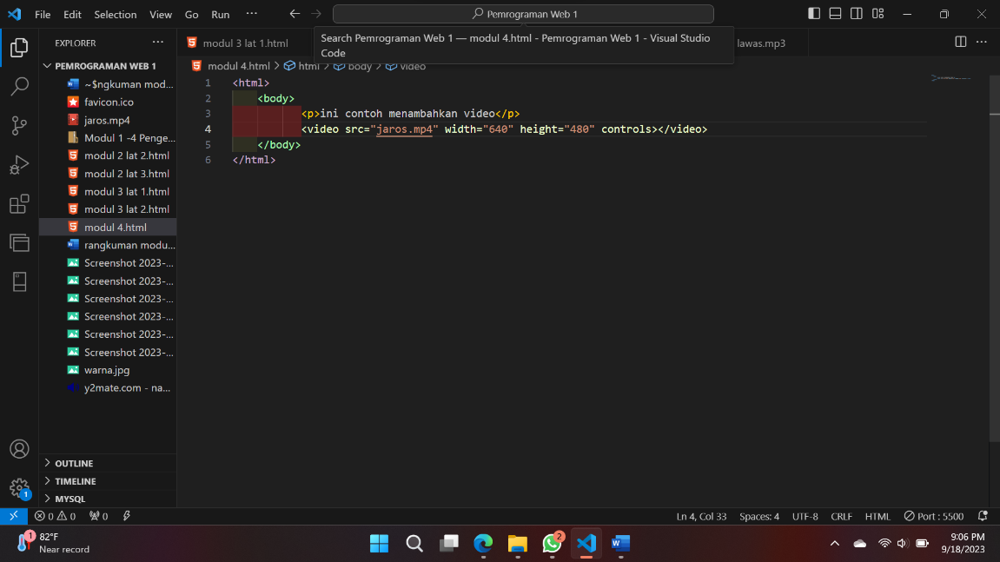 File Edit Selection View Go Run ··· Pemrograman Web 1
EXPLORER ···
modul 3 lat 1.html
Search Pemrograman Web 1 — modul 4.html - Pemrograman Web 1 - Visual Studio
Code
lawas.mp3
modul 4.html > html > body > video
PEMROGRAMAN WEB 1
~$ngkuman mod...
favicon.ico
jaros.mp4
Modul 1 -4 Penge...
modul 2 lat 2.html
modul 2 lat 3.html
modul 3 lat 1.html
modul 3 lat 2.html
modul 4.html
rangkuman modu...
Screenshot 2023-...
Screenshot 2023-...
Screenshot 2023-...
Screenshot 2023-...
Screenshot 2023-...
Screenshot 2023-...
warna.jpg
y2mate.com - na...
OUTLINE
TIMELINE
MYSQL
1 <html>
2 <body>
3 <p>ini contoh menambahkan video</p>
4 <video src="jaros.mp4" width="640" height="480" controls></video>
5 </body>
6 </html>
1
0 0 0
Ln 4, Col 33 Spaces: 4 UTF-8 CRLF HTML Port : 5500
1
82°F
Near record
2
9:06 PM
9/18/2023